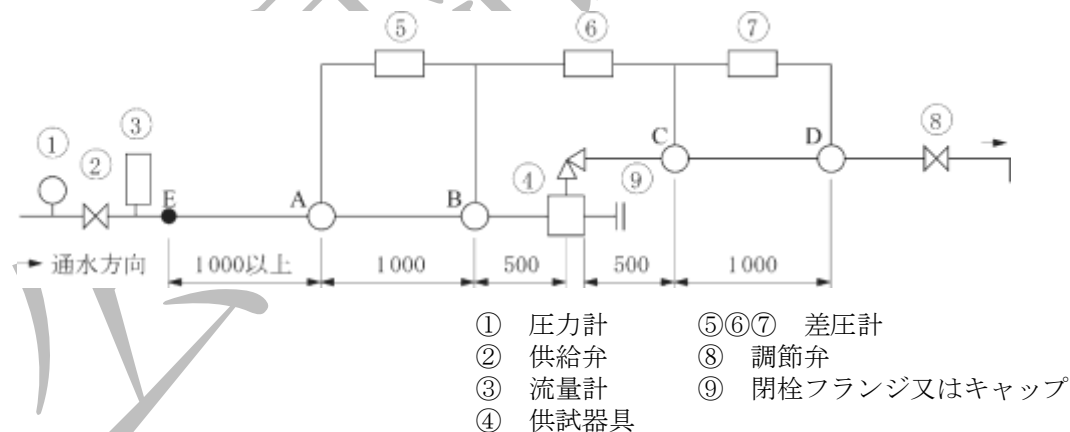 ⑤ ⑥ ⑦
① ② ③ ④ ⑨ ⑧
E A B C D
通水方向 1000以上 1000 500 500 1000
① 圧力計 ⑤⑥⑦ 差圧計
② 供給弁 ⑧ 調節弁
③ 流量計 ⑨ 閉栓フランジ又はキャップ
④ 供試器具